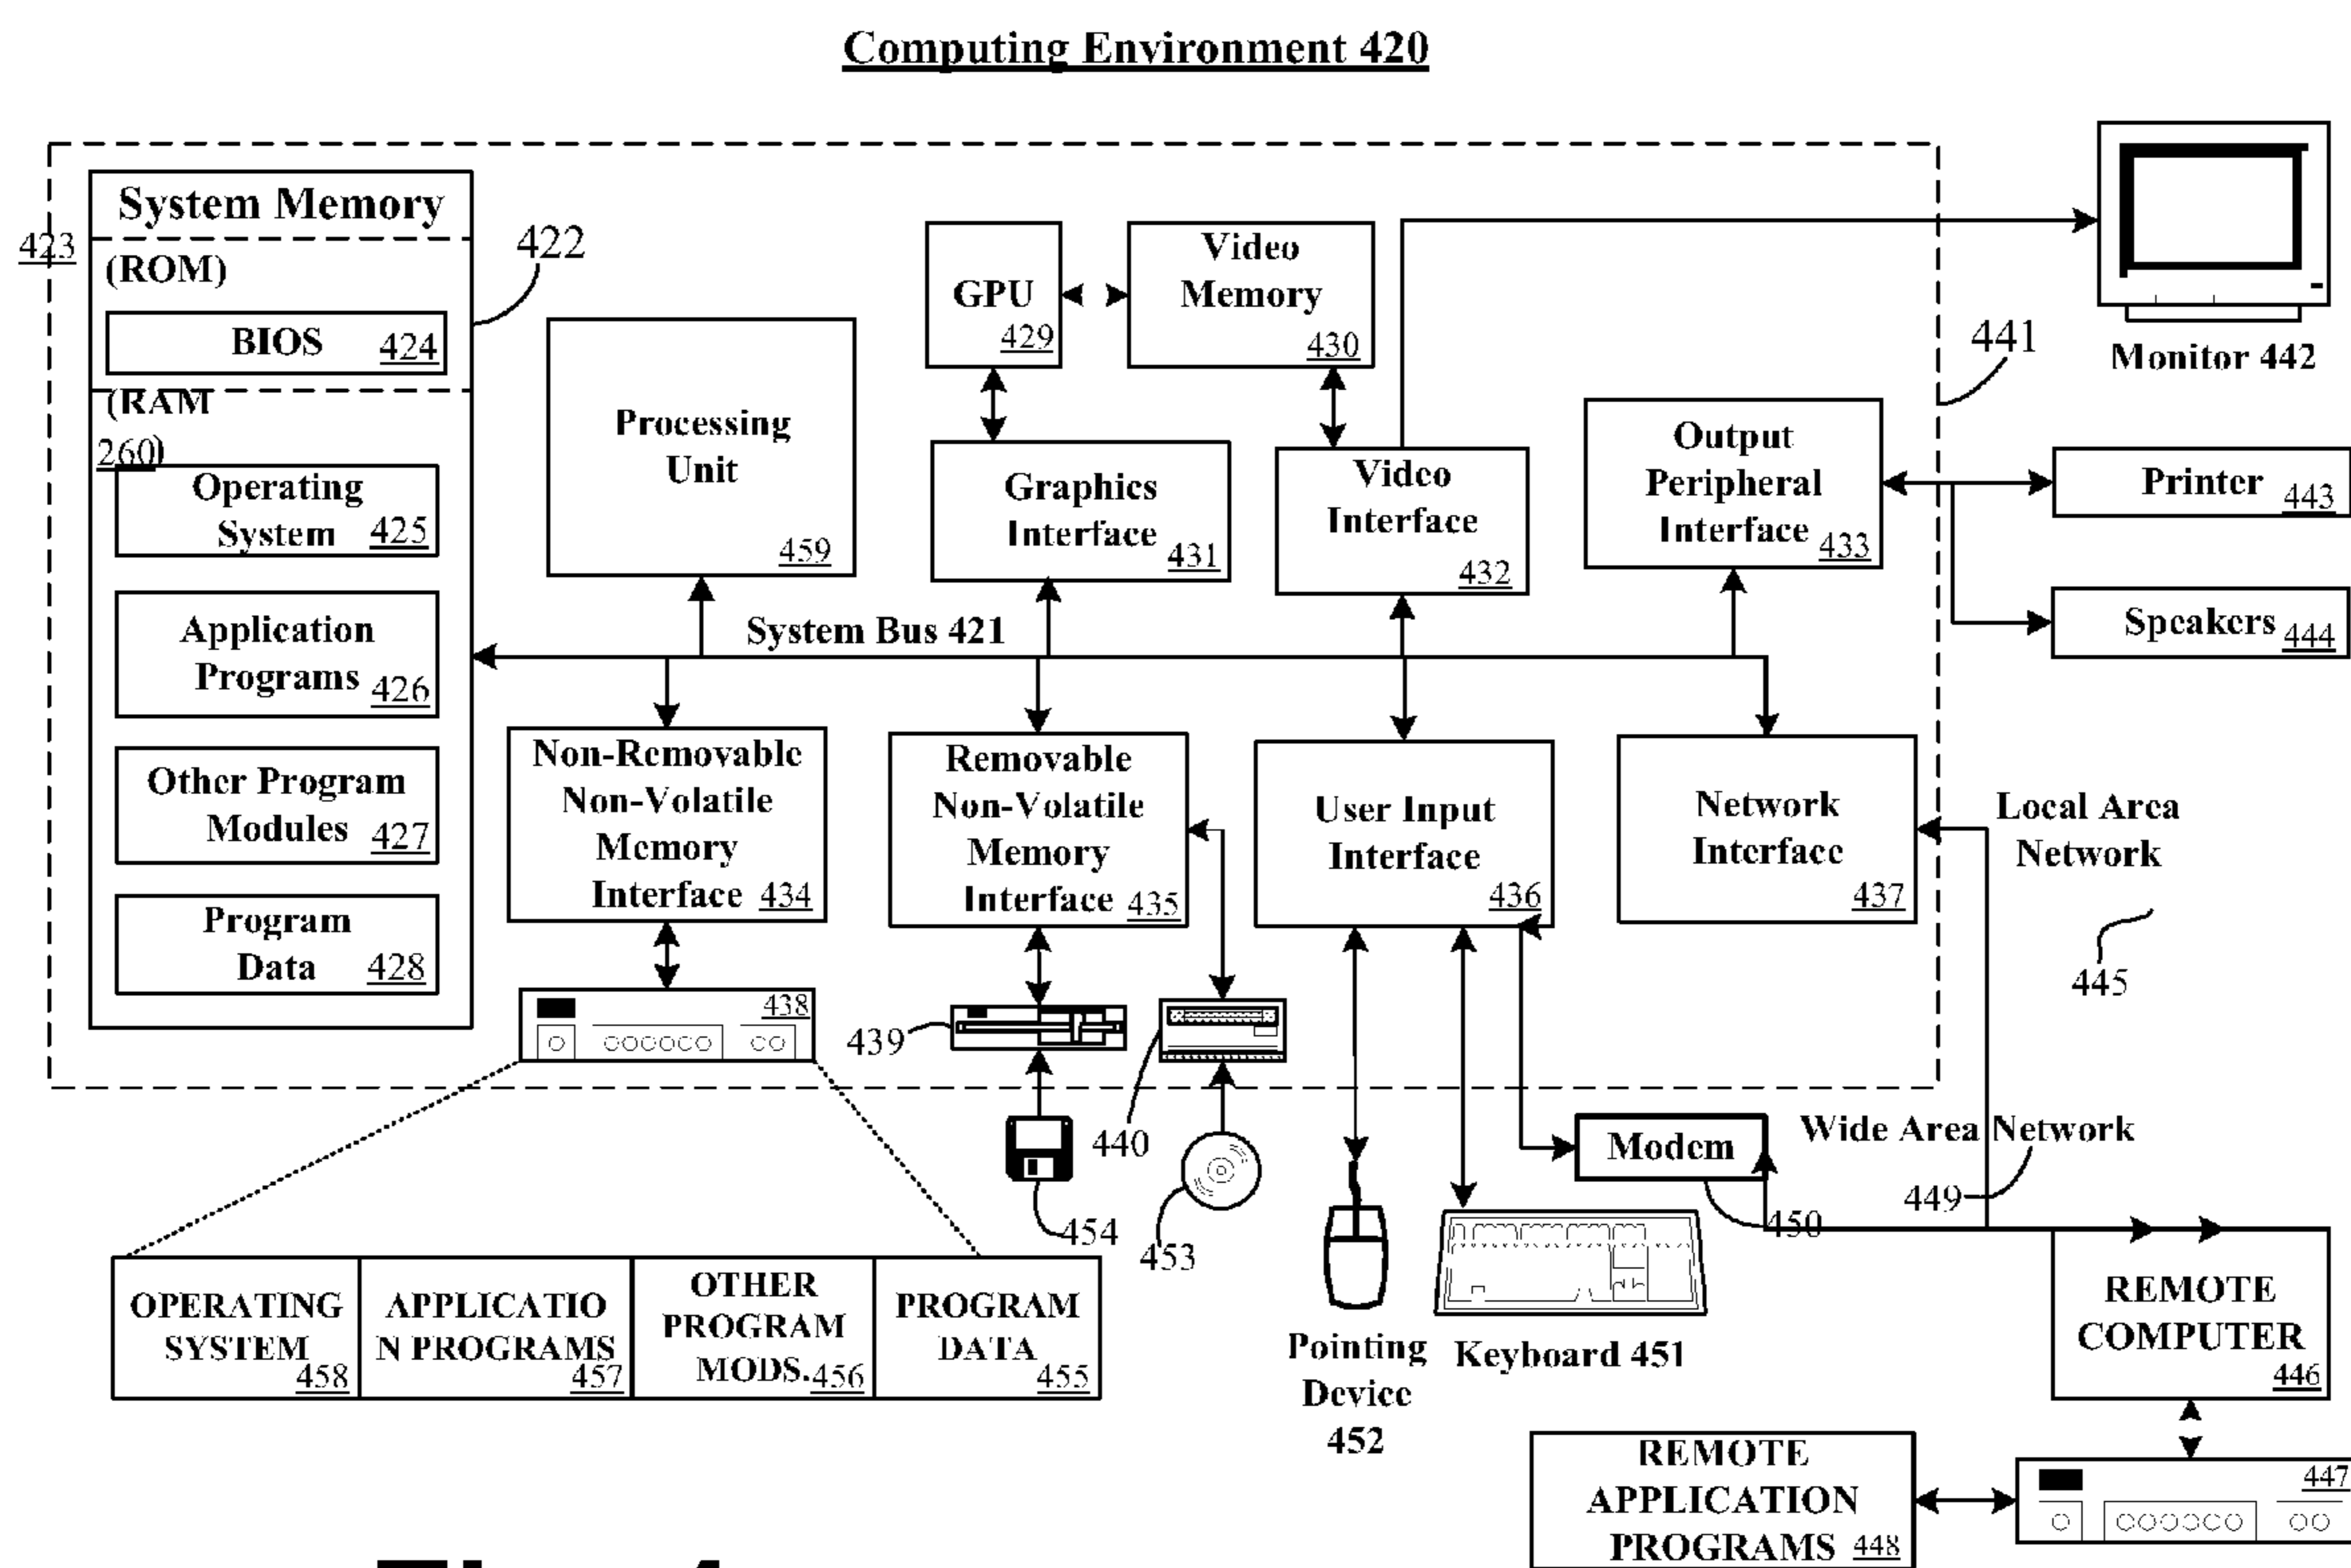 Computing Environment 420
System Memory
423
(ROM)
422
BIOS 424
(RAM
260)
Operating
System 425
Application
Programs 426
Other Program
Modules 427
Program
Data 428
Processing
Unit
459
GPU
429
Video
Memory
430
Graphics
Interface
431
Video
Interface
432
Output
Peripheral
Interface 433
441
Monitor 442
Printer 443
Speakers 444
System Bus 421
Non-Removable
Non-Volatile
Memory
Interface 434
Removable
Non-Volatile
Memory
Interface 435
User Input
Interface
436
Network
Interface
437
Local Area
Network
445
438
439
440
454
453
Modem
450
Wide Area Network
449
OPERATING
SYSTEM
458
APPLICATIO
N PROGRAMS
457
OTHER
PROGRAM
MODS. 456
PROGRAM
DATA
455
Pointing
Device
452
Keyboard 451
REMOTE
COMPUTER
446
REMOTE
APPLICATION
PROGRAMS 448
447